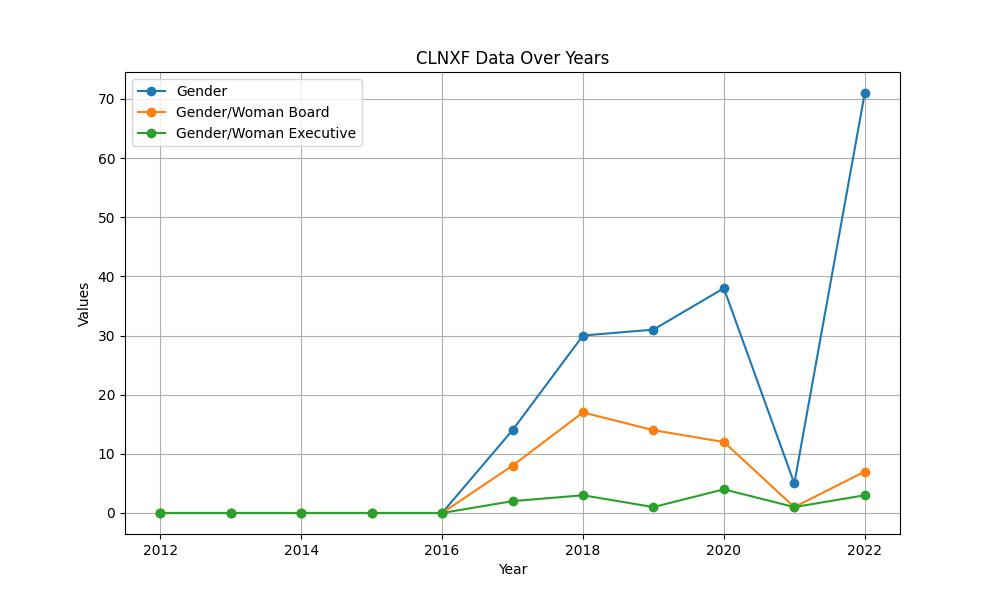 CLNXF Data Over Years
Gender
Gender/Woman Board
Gender/Woman Executive
70
60
50
40
30
20
10
0
Values
2012 2014 2016 2018 2020 2022
Year